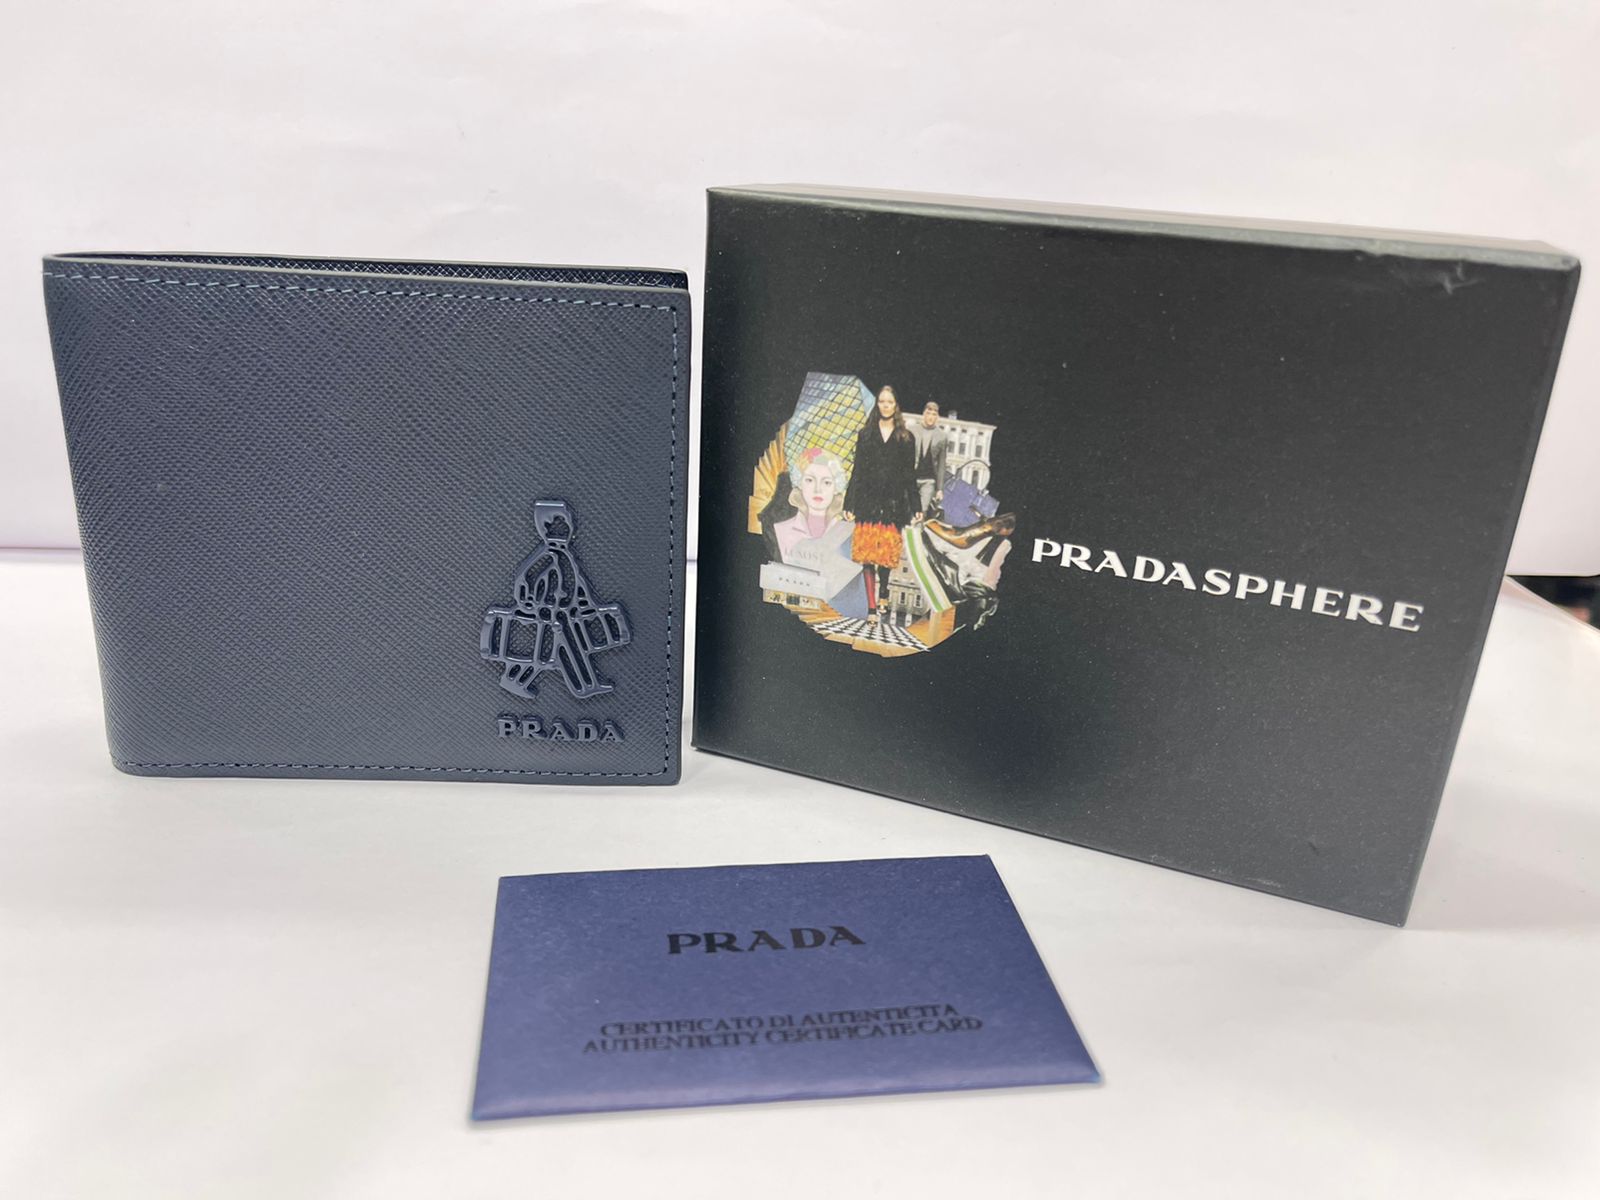 PRADA
PRADASPHERE
PRADA
CERTIFICATO DI AUTENTICITA
AUTHENTICITY CERTIFICATE CARD